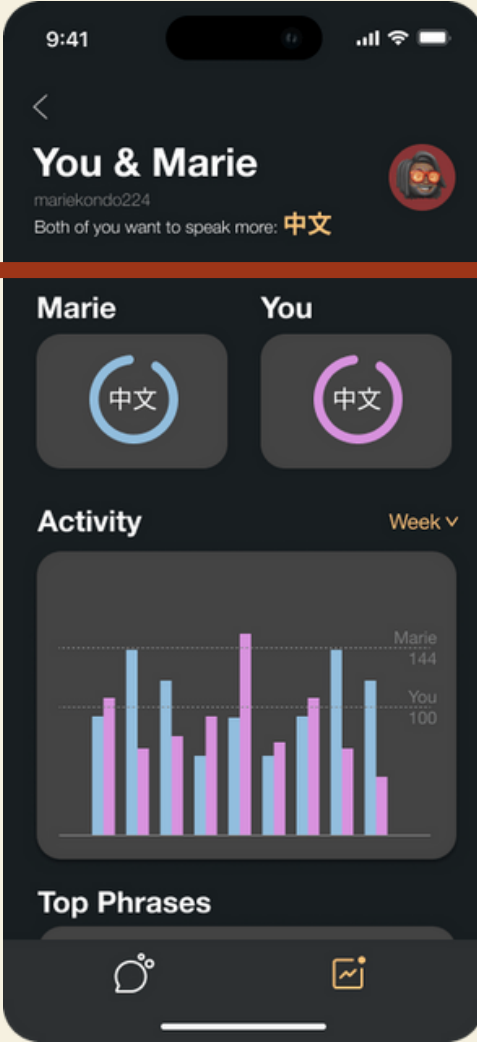 9:41
You & Marie
mariekondo224
Both of you want to speak more: 中文
Marie
You
中文
中文
Activity
Week
Marie
144
You
100
Top Phrases